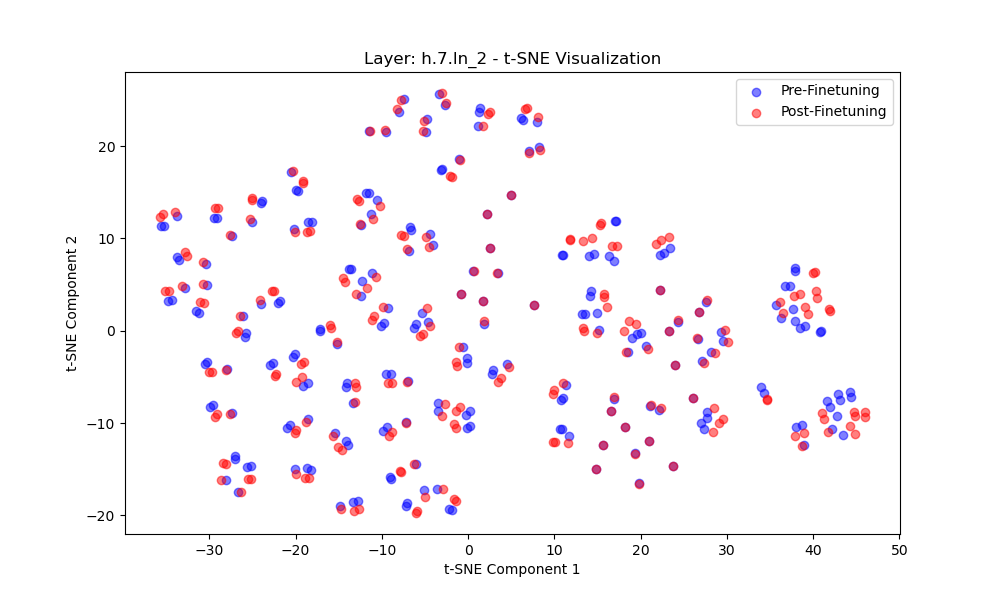 Layer: h.7.ln_2 - t-SNE Visualization
Pre-Finetuning
Post-Finetuning
20
10
0
−10
−20
t-SNE Component 2
−30 −20 −10 0 10 20 30 40 50
t-SNE Component 1